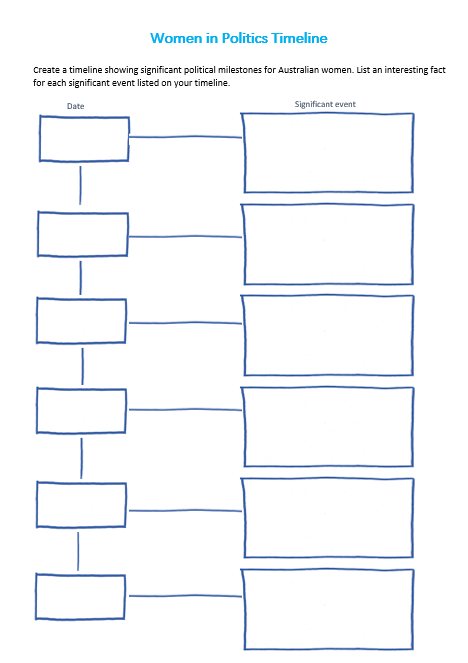 Women in Politics Timeline
Create a timeline showing significant political milestones for Australian women. List an interesting fact
for each significant event listed on your timeline.
Date
Significant event